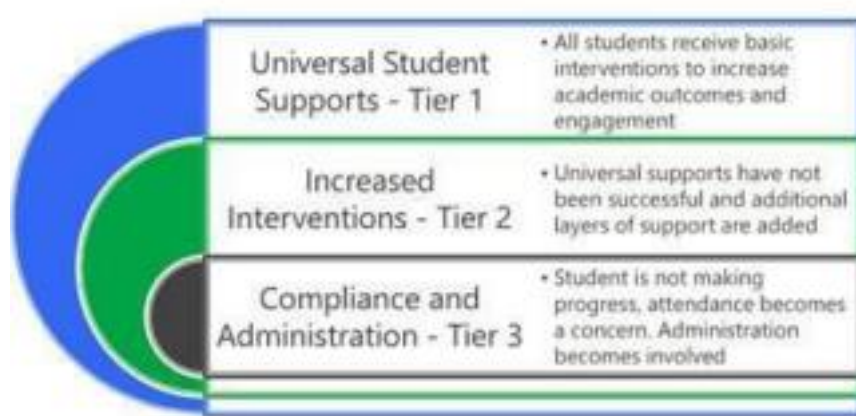 Universal Student
Supports - Tier 1
• All students receive basic
interventions to increase
academic outcomes and
engagement
Increased
Interventions - Tier 2
• Universal supports have not
been successful and additional
layers of support are added
Compliance and
Administration - Tier 3
• Student is not making
progress, attendance becomes
a concern. Administration
becomes involved